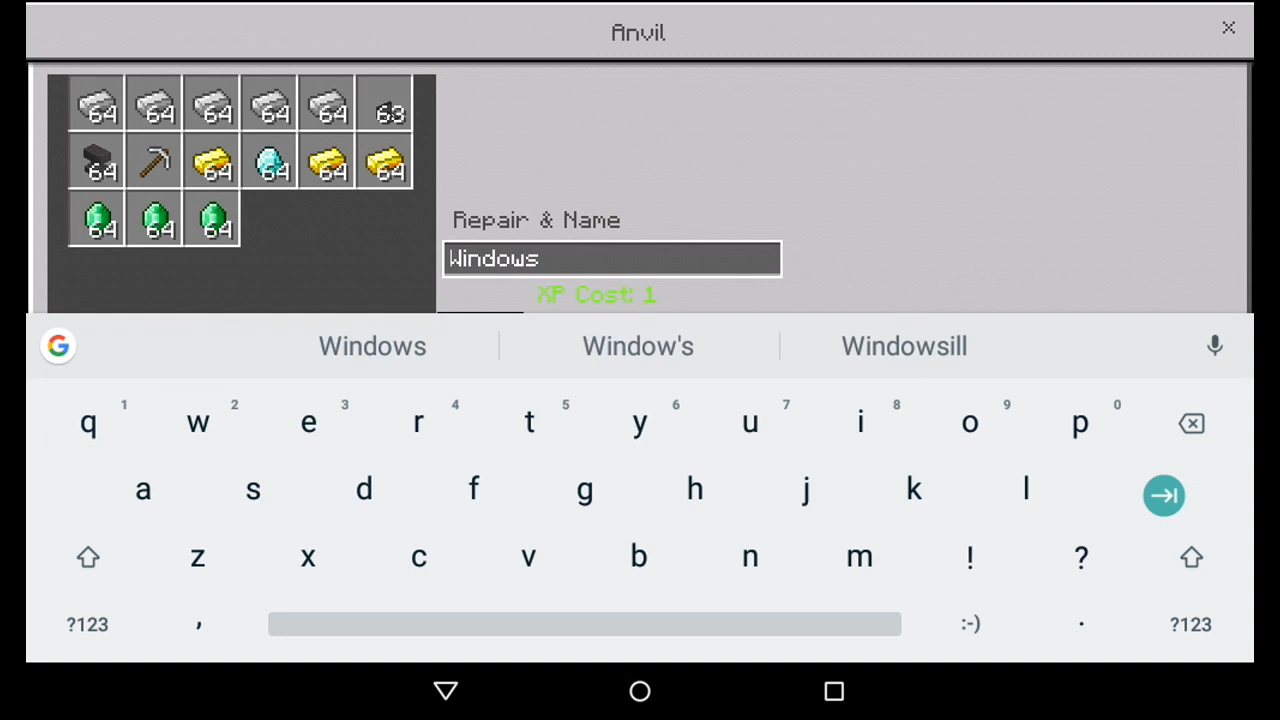 Anvil
64 64 64 64 64 63
64 64 64 64 64
64 64 64
Repair & Name
Windows
XP Cost: 1
G Windows Window's Windowsill
1 2 3 4 5 6 7 8 9 0
q w e r t y u i o p
a s d f g h j k l
z x c v b n m ! ?
?123 , :-) . ?123